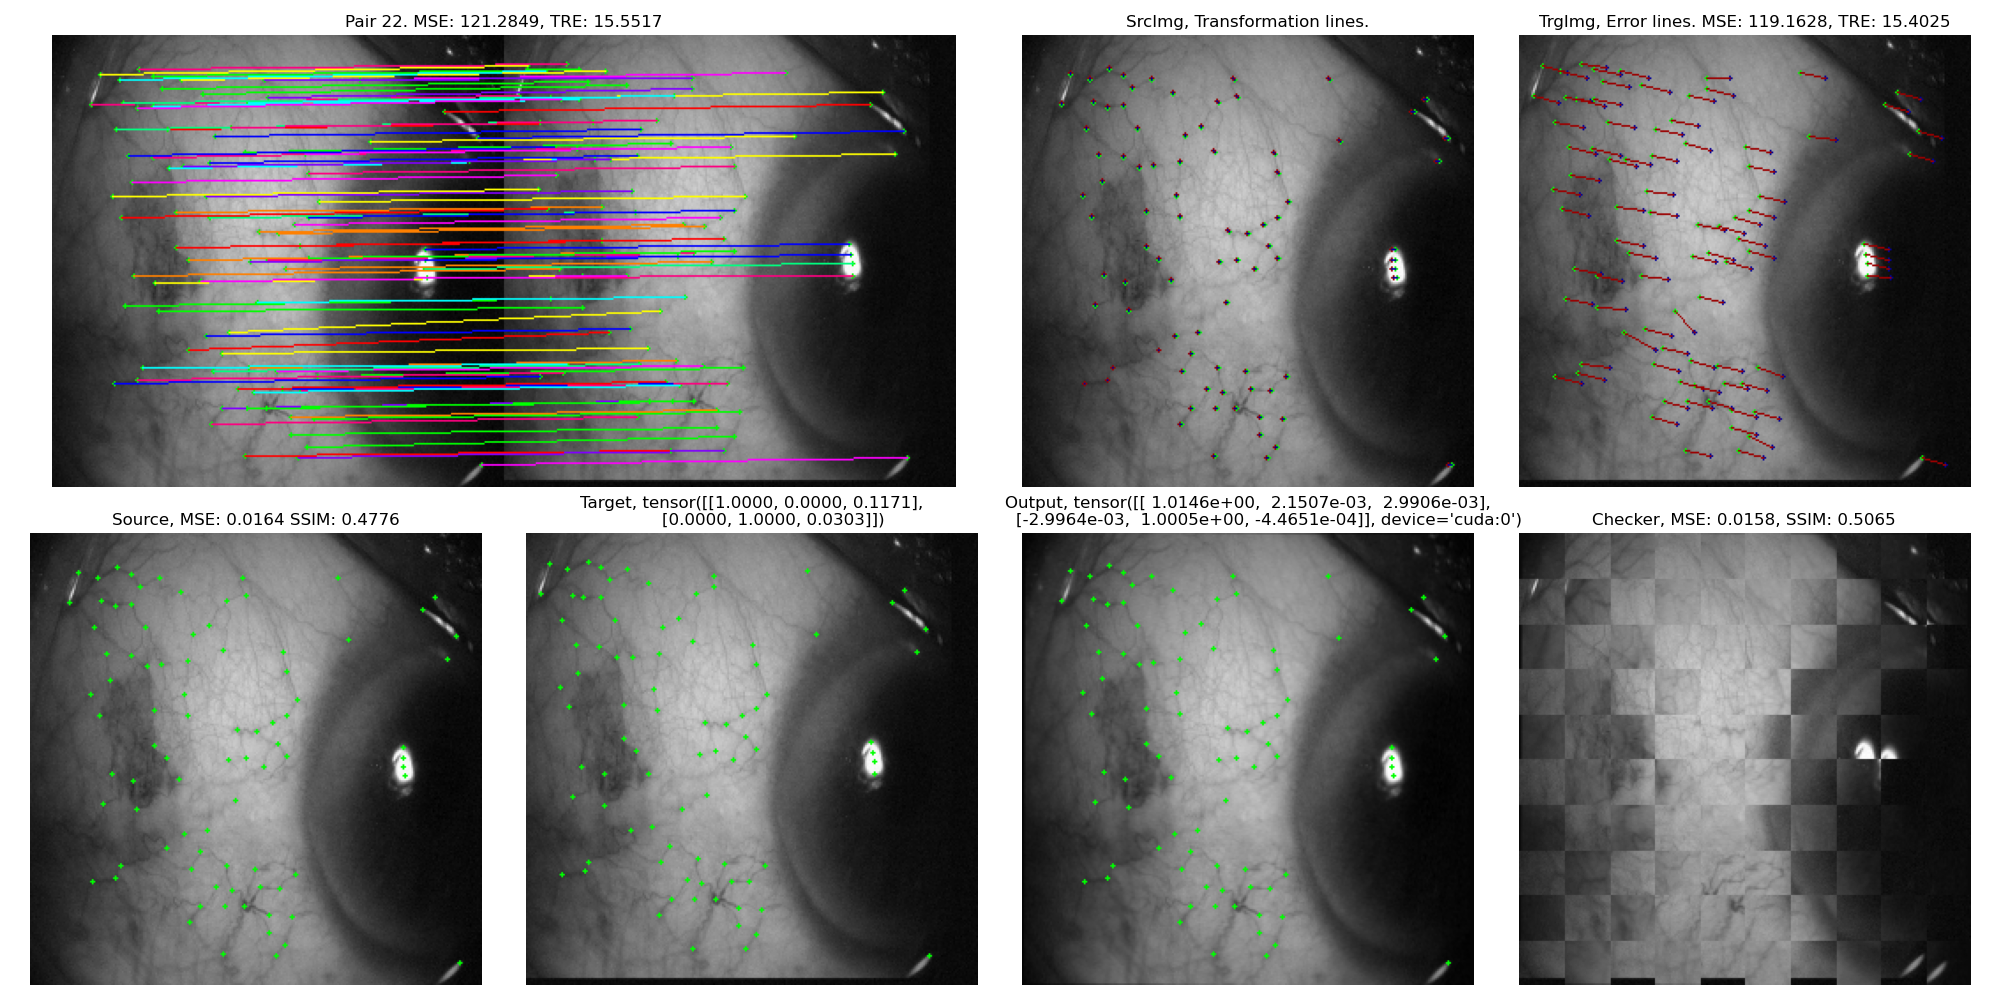 Pair 22. MSE: 121.2849, TRE: 15.5517
SrcImg, Transformation lines.
TrgImg, Error lines. MSE: 119.1628, TRE: 15.4025
Source, MSE: 0.0164 SSIM: 0.4776
Target, tensor([[1.0000, 0.0000, 0.1171],
[0.0000, 1.0000, 0.0303]])
Output, tensor([[ 1.0146e+00,  2.1507e-03,  2.9906e-03],
[-2.9964e-03,  1.0005e+00, -4.4651e-04]], device='cuda:0')
Checker, MSE: 0.0158, SSIM: 0.5065